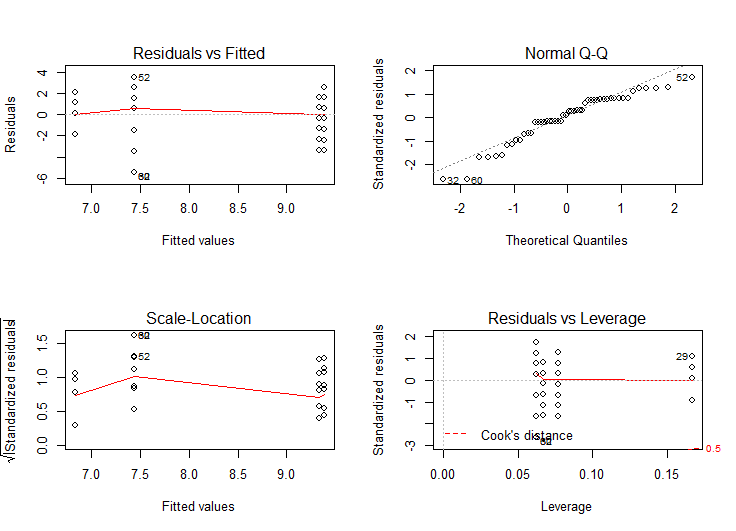 Residuals vs Fitted
Residuals
4
2
0
-2
-6
52
7.0 7.5 8.0 8.5 9.0
Fitted values
Normal Q-Q
Standardized residuals
2
1
0
-1
-2
52
32 60
-2 -1 0 1 2
Theoretical Quantiles
Scale-Location
√|Standardized residuals|
1.5
1.0
0.5
0.0
52
7.0 7.5 8.0 8.5 9.0
Fitted values
Residuals vs Leverage
Standardized residuals
2
1
0
-1
-3
29
Cook's distance
0.5
0.00 0.05 0.10 0.15
Leverage